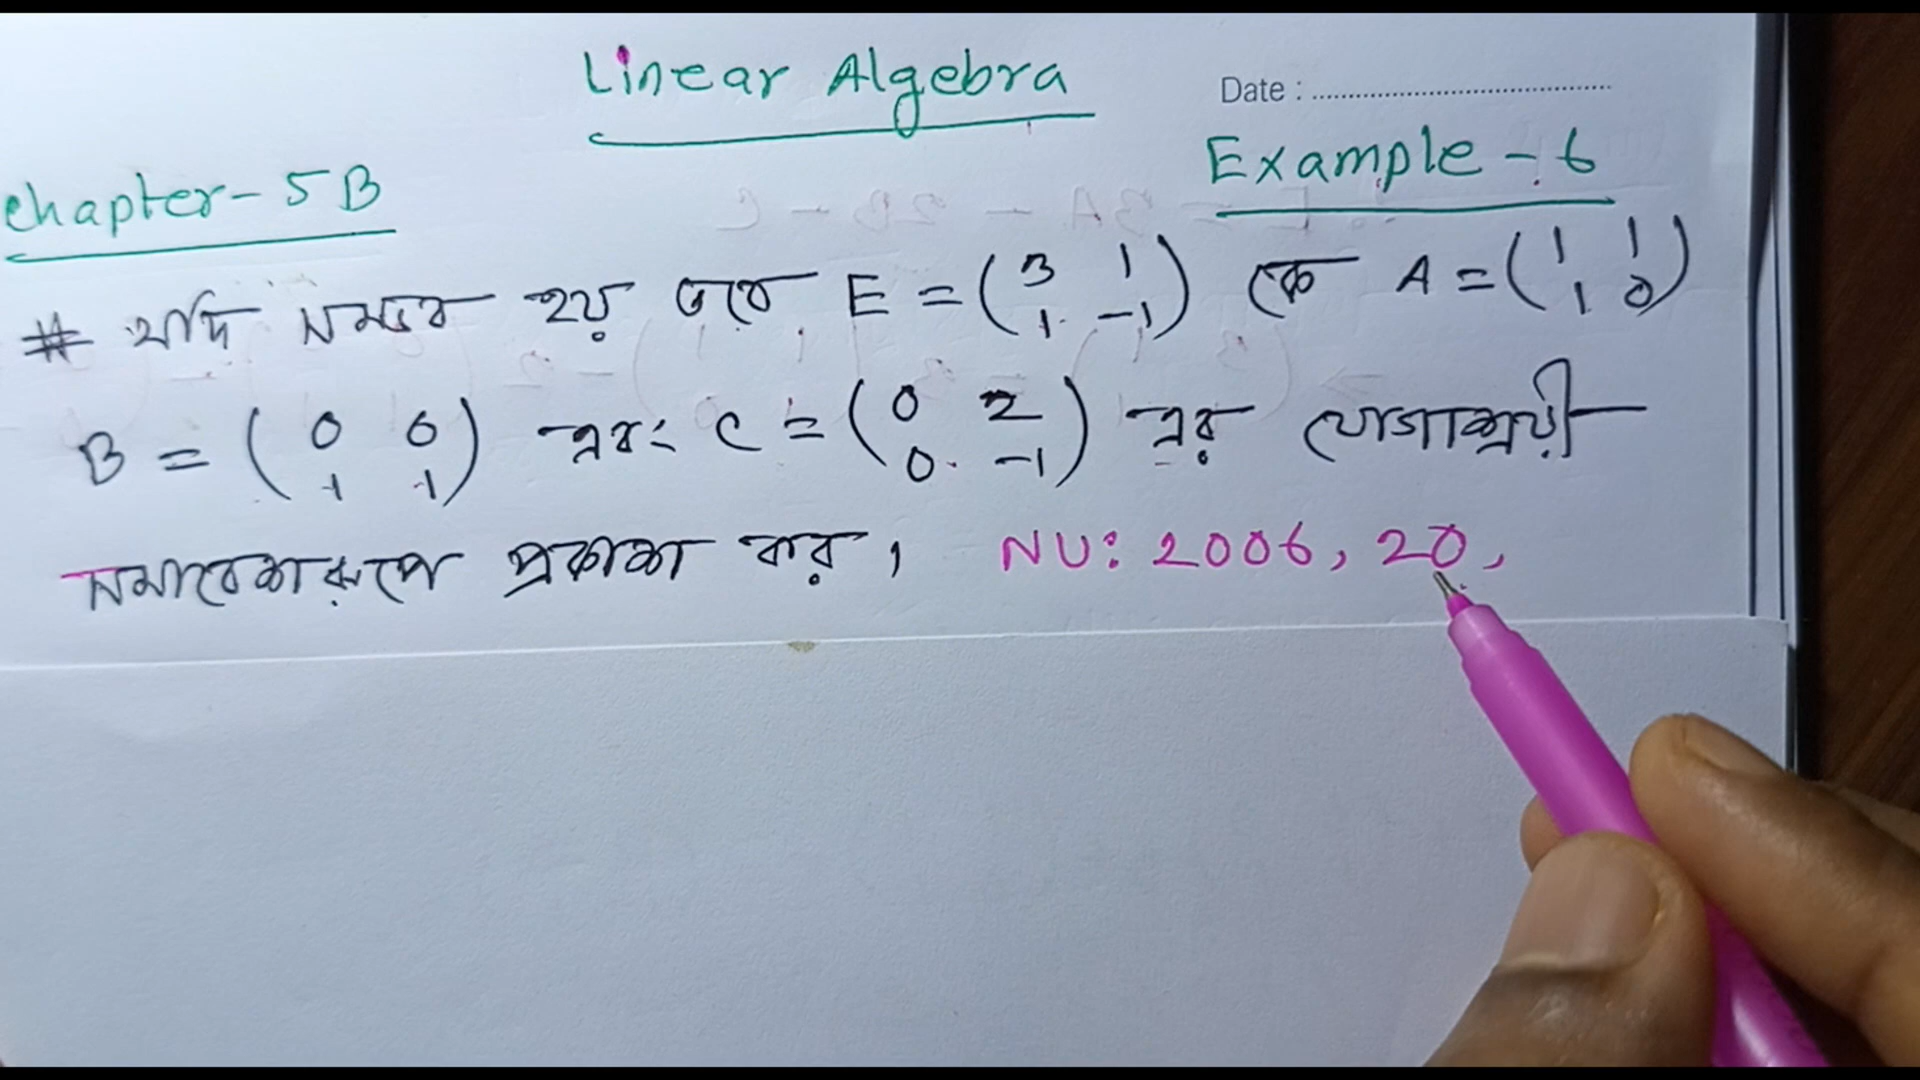 Linear Algebra
Date :
Chapter - 5B
Example - 6
# যদি সম্ভব হয় তবে E = (3 1
1 -1) কে A = (1 1
1 0)
B = (0 0
1 1) এবং C = (0 2
0 -1) এর যোগাশ্রয়ী
সমাবেশরূপে প্রকাশ কর, NU: 2006, 20,